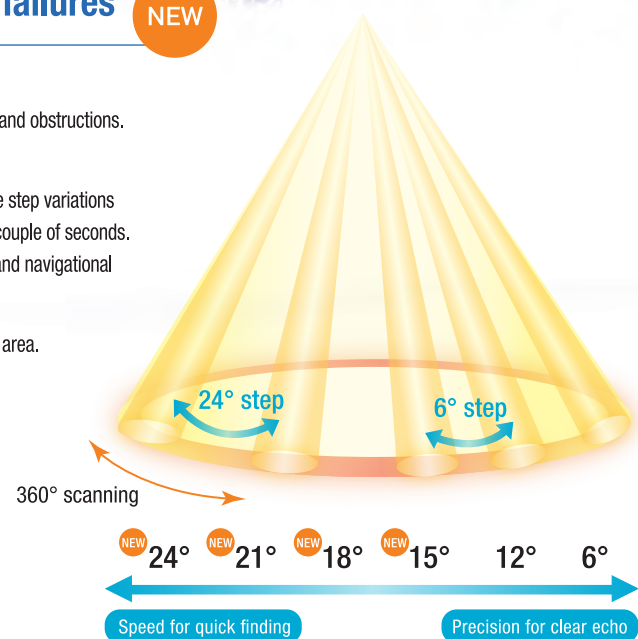 failures
NEW
and obstructions.
step variations
couple of seconds.
and navigational
area.
24° step
6° step
360° scanning
NEW 24° NEW 21° NEW 18° NEW 15° 12° 6°
Speed for quick finding
Precision for clear echo